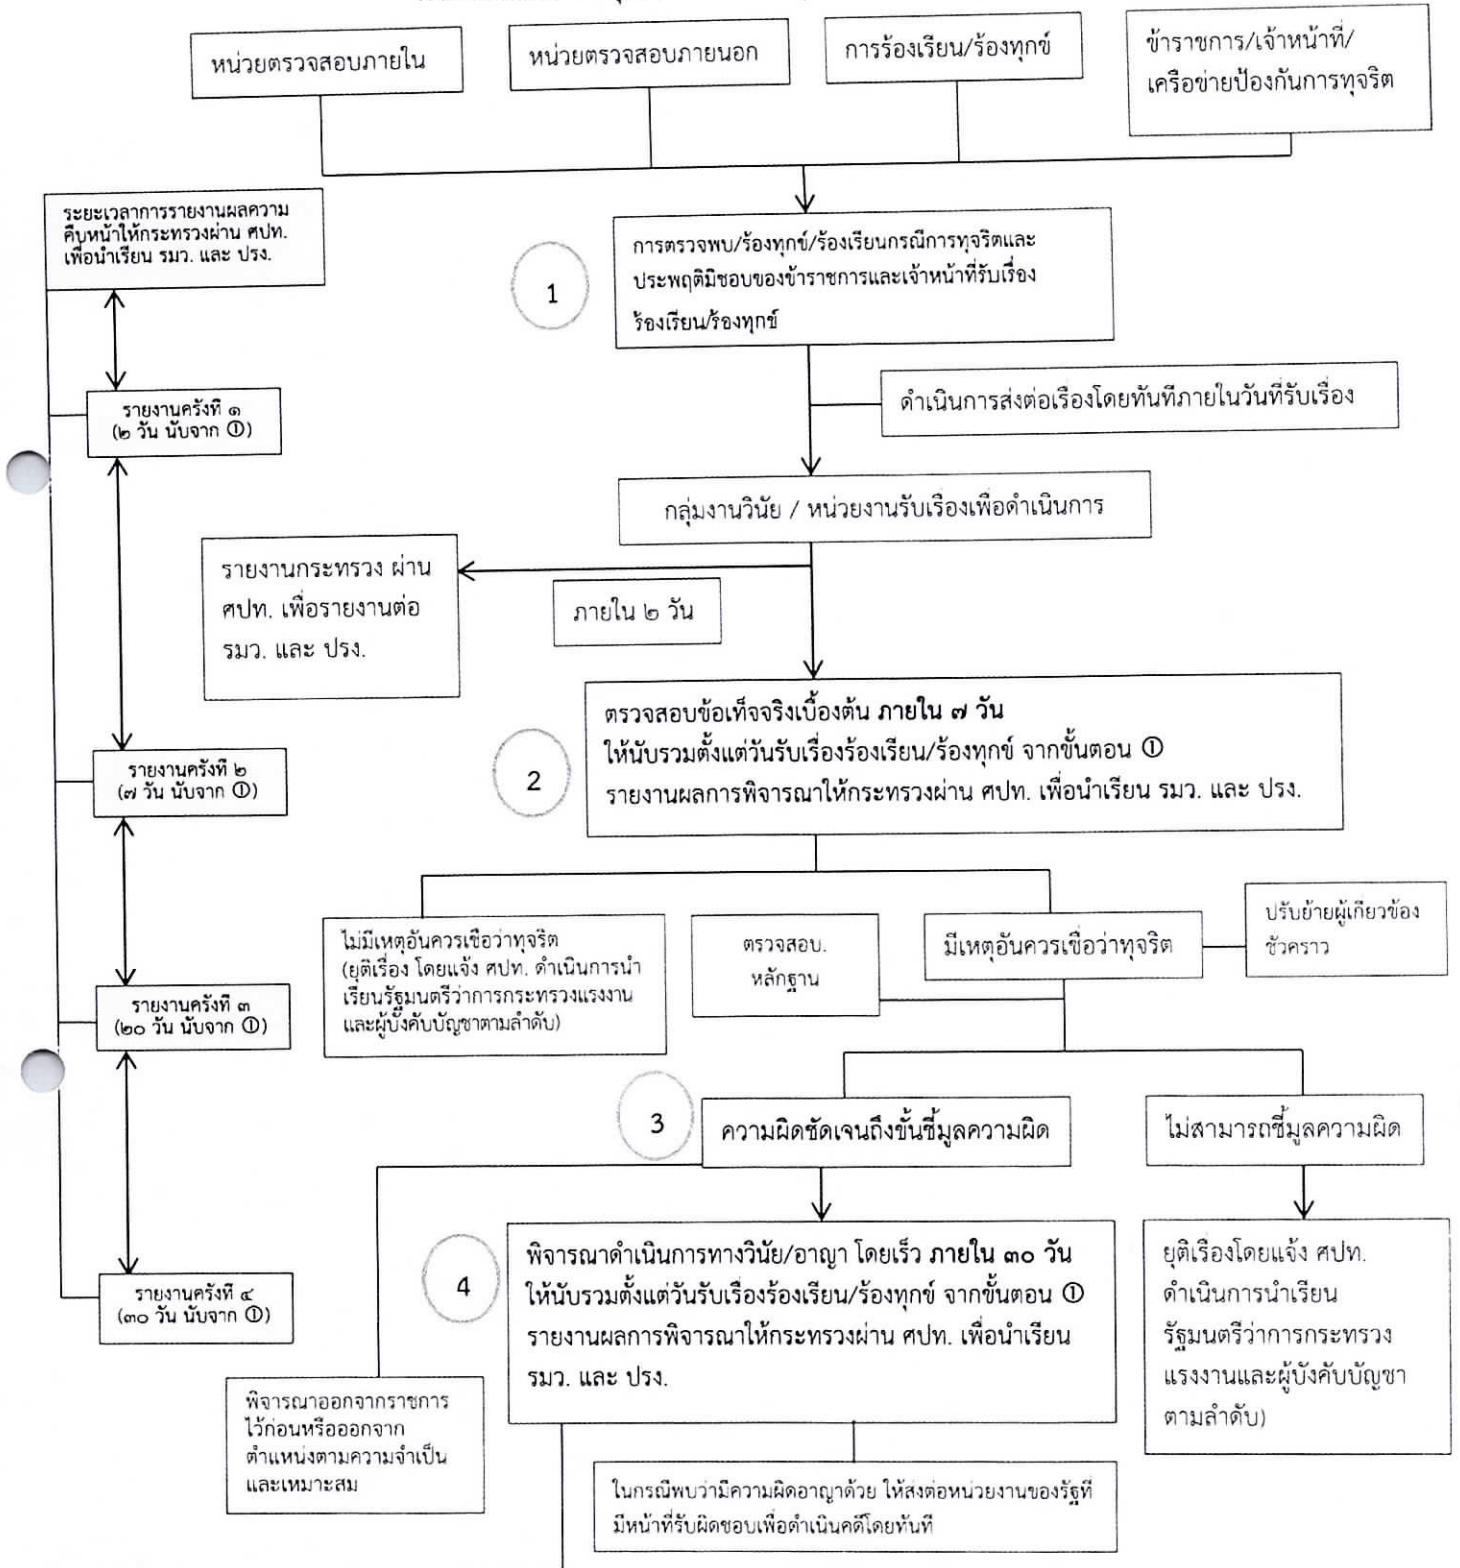 หน่วยตรวจสอบภายใน
หน่วยตรวจสอบภายนอก
การร้องเรียน/ร้องทุกข์
ข้าราชการ/เจ้าหน้าที่/
เครือข่ายป้องกันการทุจริต
ระยะเวลาการรายงานผลความ
คืบหน้าให้กระทรวงผ่าน ศปท.
เพื่อนำเรียน รมว. และ ปรง.
1
การตรวจพบ/ร้องทุกข์/ร้องเรียนกรณีการทุจริตและ
ประพฤติมิชอบของข้าราชการและเจ้าหน้าที่รับเรื่อง
ร้องเรียน/ร้องทุกข์
ดำเนินการส่งต่อเรื่องโดยทันทีภายในวันที่รับเรื่อง
รายงานครั้งที่ ๑
(๒ วัน นับจาก ①)
กลุ่มงานวินัย / หน่วยงานรับเรื่องเพื่อดำเนินการ
รายงานกระทรวง ผ่าน
ศปท. เพื่อรายงานต่อ
รมว. และ ปรง.
ภายใน ๒ วัน
2
ตรวจสอบข้อเท็จจริงเบื้องต้น ภายใน ๗ วัน
ให้นับรวมตั้งแต่วันรับเรื่องร้องเรียน/ร้องทุกข์ จากขั้นตอน ①
รายงานผลการพิจารณาให้กระทรวงผ่าน ศปท. เพื่อนำเรียน รมว. และ ปรง.
รายงานครั้งที่ ๒
(๗ วัน นับจาก ①)
ไม่มีเหตุอันควรเชื่อว่าทุจริต
(ยุติเรื่อง โดยแจ้ง ศปท. ดำเนินการนำ
เรียนรัฐมนตรีว่าการกระทรวงแรงงาน
และผู้บังคับบัญชาตามลำดับ)
ตรวจสอบ.
หลักฐาน
มีเหตุอันควรเชื่อว่าทุจริต
ปรับย้ายผู้เกี่ยวข้อง
ชั่วคราว
รายงานครั้งที่ ๓
(๒๐ วัน นับจาก ①)
3
ความผิดชัดเจนถึงขั้นชี้มูลความผิด
ไม่สามารถชี้มูลความผิด
4
พิจารณาดำเนินการทางวินัย/อาญา โดยเร็ว ภายใน ๓๐ วัน
ให้นับรวมตั้งแต่วันรับเรื่องร้องเรียน/ร้องทุกข์ จากขั้นตอน ①
รายงานผลการพิจารณาให้กระทรวงผ่าน ศปท. เพื่อนำเรียน
รมว. และ ปรง.
ยุติเรื่องโดยแจ้ง ศปท.
ดำเนินการนำเรียน
รัฐมนตรีว่าการกระทรวง
แรงงานและผู้บังคับบัญชา
ตามลำดับ)
รายงานครั้งที่ ๔
(๓๐ วัน นับจาก ①)
พิจารณาออกจากราชการ
ไว้ก่อนหรือออกจาก
ตำแหน่งตามความจำเป็น
และเหมาะสม
ในกรณีพบว่ามีความผิดอาญาด้วย ให้ส่งต่อหน่วยงานของรัฐที่
มีหน้าที่รับผิดชอบเพื่อดำเนินคดีโดยทันที